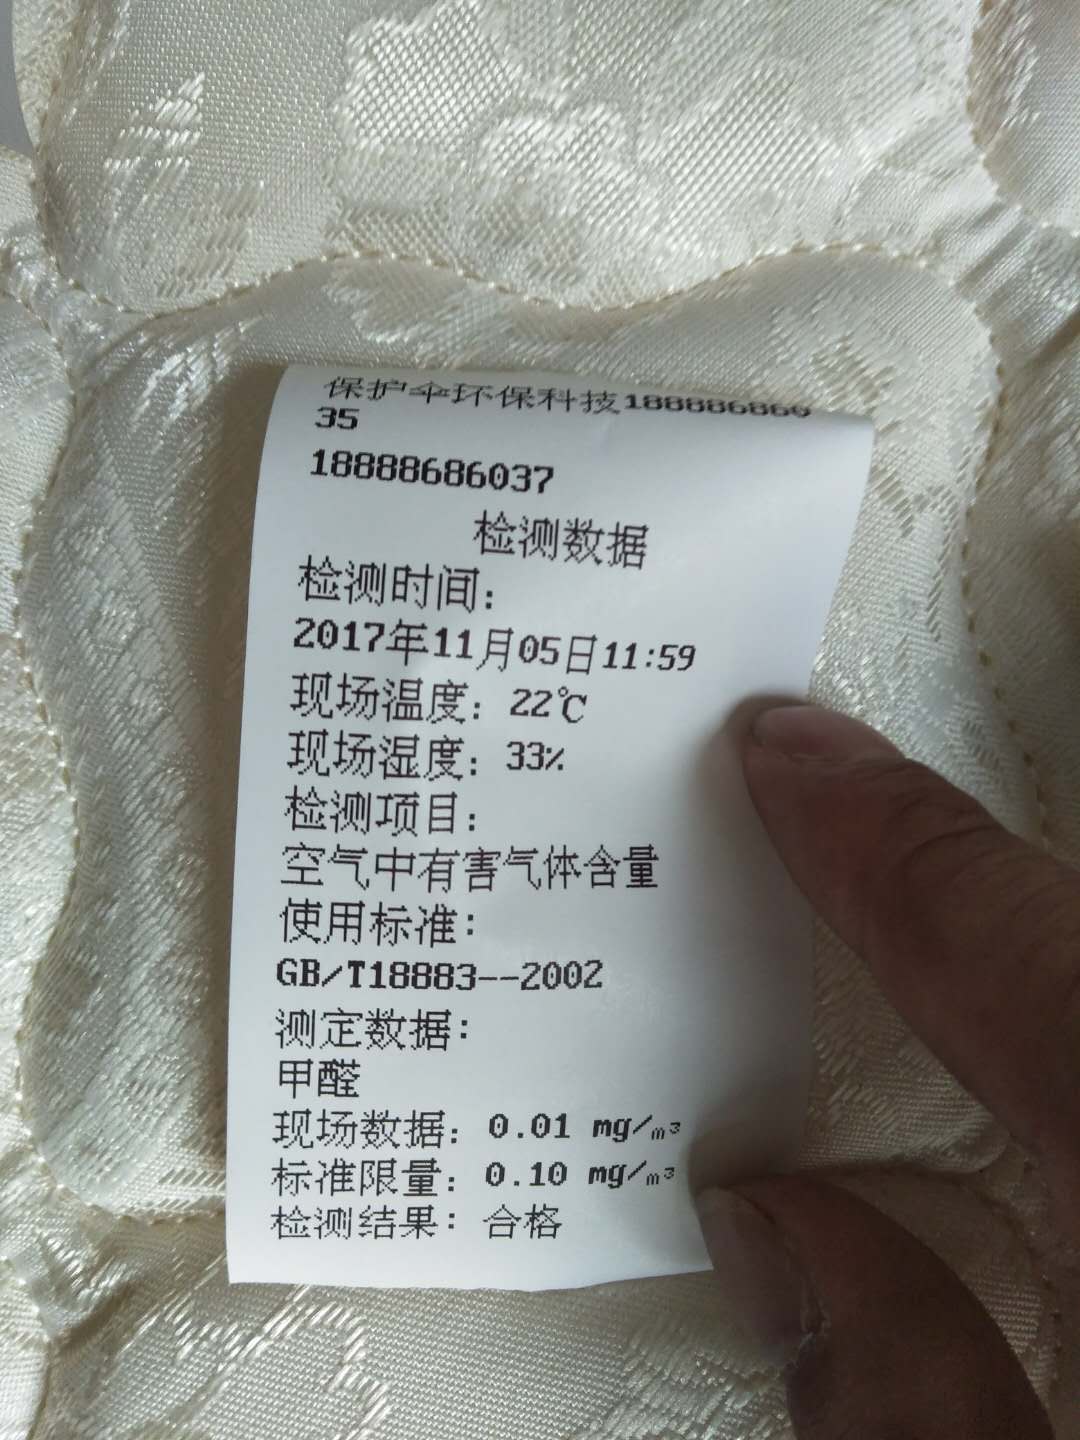 保护伞环保科技188886860
35
18888686037
检测数据
检测时间:
2017年11月05日11:59
现场温度: 22℃
现场湿度: 33%
检测项目:
空气中有害气体含量
使用标准:
GB/T18883--2002
测定数据:
甲醛
现场数据: 0.01 mg/m³
标准限量: 0.10 mg/m³
检测结果: 合格